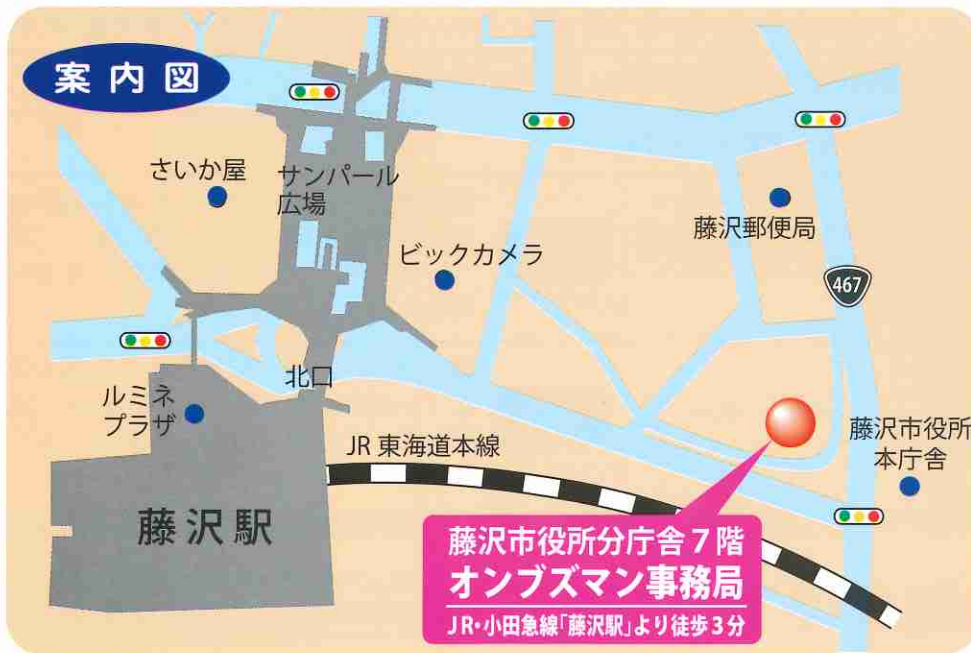 案内図
さいか屋
サンパール
広場
ビックカメラ
藤沢郵便局
467
北口
ルミネ
プラザ
JR 東海道本線
藤沢市役所
本庁舎
藤沢駅
藤沢市役所分庁舎7階
オンブズマン事務局
JR・小田急線「藤沢駅」より徒歩3分